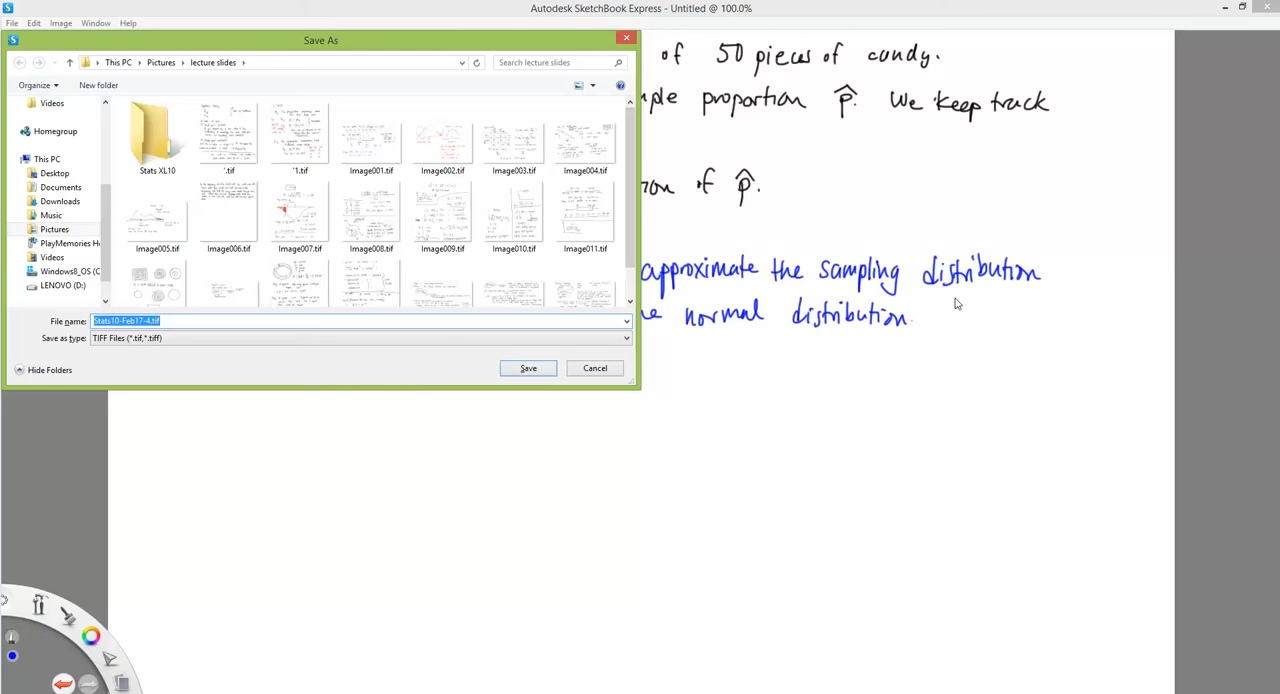 Autodesk SketchBook Express - Untitled @ 100.0%
File Edit Image Window Help
Save As
This PC Pictures lecture slides
Search lecture slides
Organize New folder
Videos
Homegroup
This PC
Desktop
Documents
Downloads
Music
Pictures
PlayMemories Ho
Videos
Windows8_OS (C
LENOVO (D:)
Stats XL10 '.tif '1.tif Image001.tif Image002.tif Image003.tif Image004.tif
Image005.tif Image006.tif Image007.tif Image008.tif Image009.tif Image010.tif Image011.tif
File name: Stats10-Feb17-4.tif
Save as type: TIFF Files (*.tif,*.tiff)
Hide Folders Save Cancel
of 50 pieces of candy.
mple proportion p̂. We keep track
ion of p̂.
approximate the sampling distribution
he normal distribution.